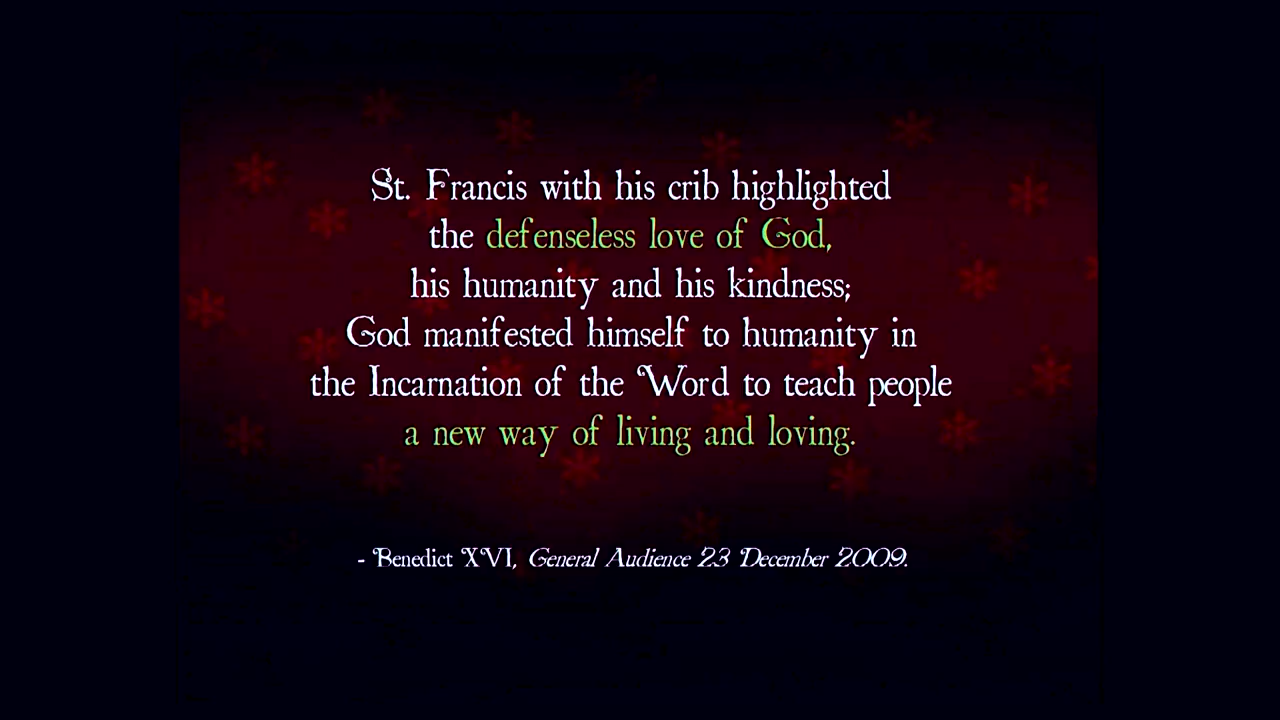 St. Francis with his crib highlighted
the defenseless love of God,
his humanity and his kindness;
God manifested himself to humanity in
the Incarnation of the Word to teach people
a new way of living and loving.
- Benedict XVI, General Audience 23 December 2009.